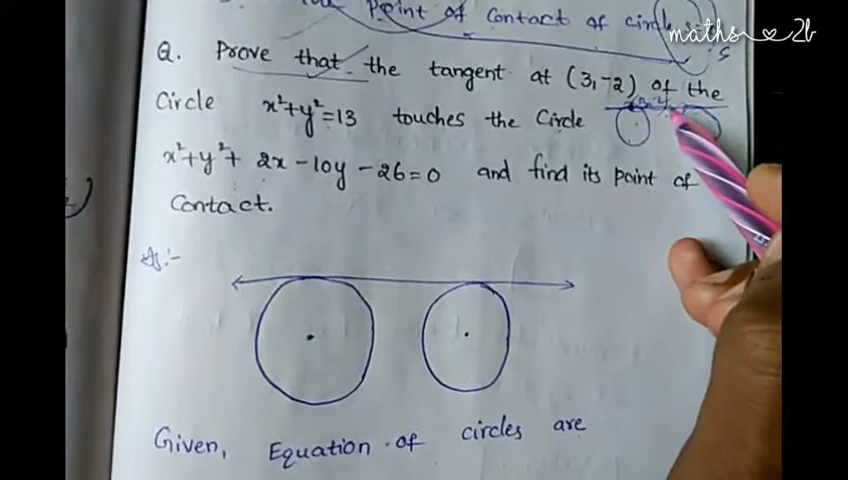 Point of Contact of circle
maths 2b
Q. Prove that the tangent at (3,-2) of the
Circle x²+y²=13 touches the Circle
x²+y²+ 2x-10y-26=0 and find its point of
Contact.
Given, Equation of circles are